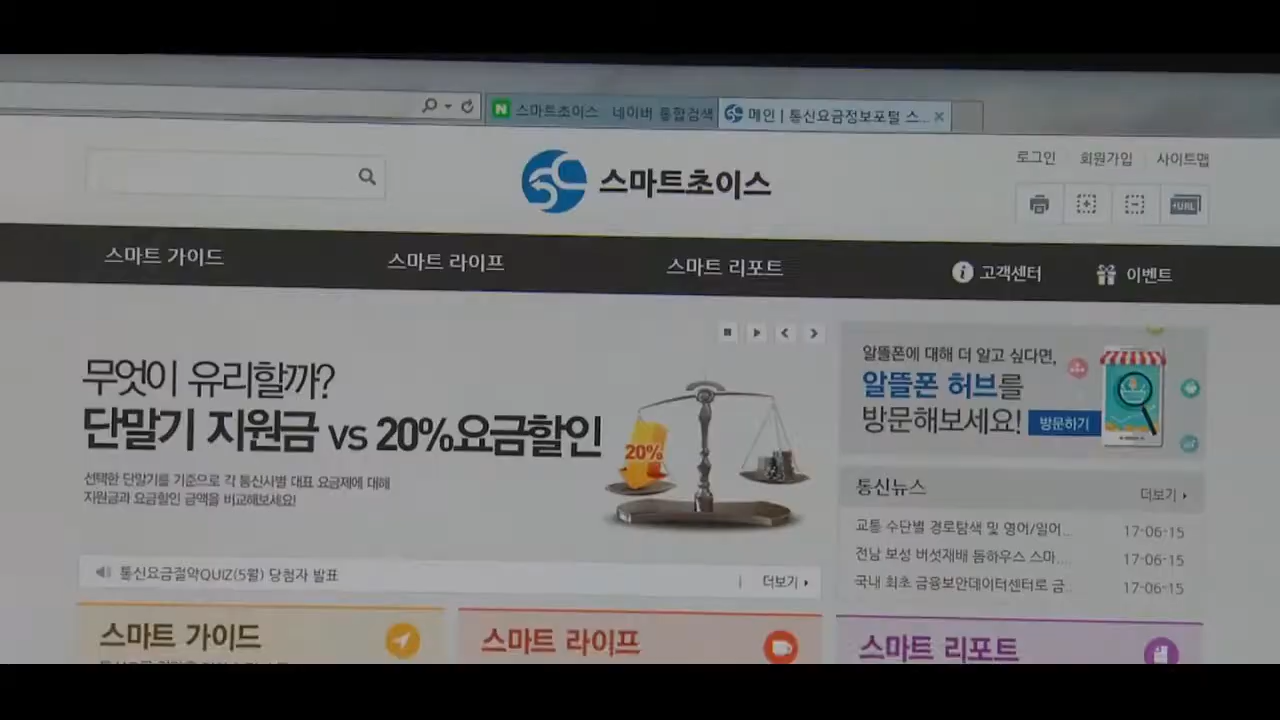 스마트초이스 네이버 통합검색
메인 | 통신요금정보포털 스...
로그인 회원가입 사이트맵
스마트초이스
URL
스마트 가이드 스마트 라이프 스마트 리포트 고객센터 이벤트
무엇이 유리할까?
단말기 지원금 vs 20%요금할인
선택한 단말기를 기준으로 각 통신사별 대표 요금제에 대해
지원금과 요금할인 금액을 비교해보세요!
20%
알뜰폰에 대해 더 알고 싶다면,
알뜰폰 허브를
방문해보세요! 방문하기
통신뉴스 더보기
교통 수단별 경로탐색 및 영어/일어... 17-06-15
전남 보성 버섯재배 돔하우스 스마.... 17-06-15
국내 최초 금융보안데이터센터로 금.. 17-06-15
통신요금절약QUIZ(5월) 당첨자 발표 더보기
스마트 가이드 스마트 라이프 스마트 리포트